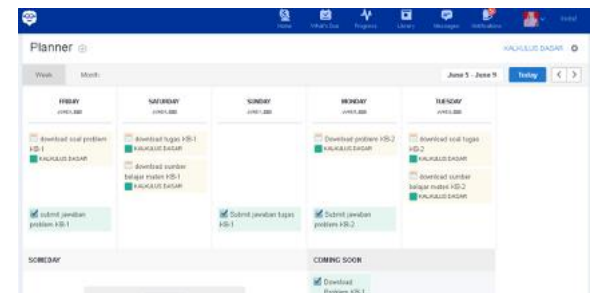 Home What's Due Progress Library Messages Notifications
Planner
KALKULUS DASAR
Week Month
June 5 - June 9
Today
FRIDAY SATURDAY SUNDAY MONDAY TUESDAY
download soal problem
KB-1
KALKULUS DASAR
download tugas KB-1
KALKULUS DASAR
download sumber
belajar materi KB-1
KALKULUS DASAR
Download problem KB-2
KALKULUS DASAR
download soal tugas
KB-2
KALKULUS DASAR
download sumber
belajar materi KB-2
KALKULUS DASAR
Submit jawaban
problem KB-1
Submit jawaban tugas
KB-1
Submit jawaban
problem KB-2
SOMEDAY
COMING SOON
Download
Problem KB-1